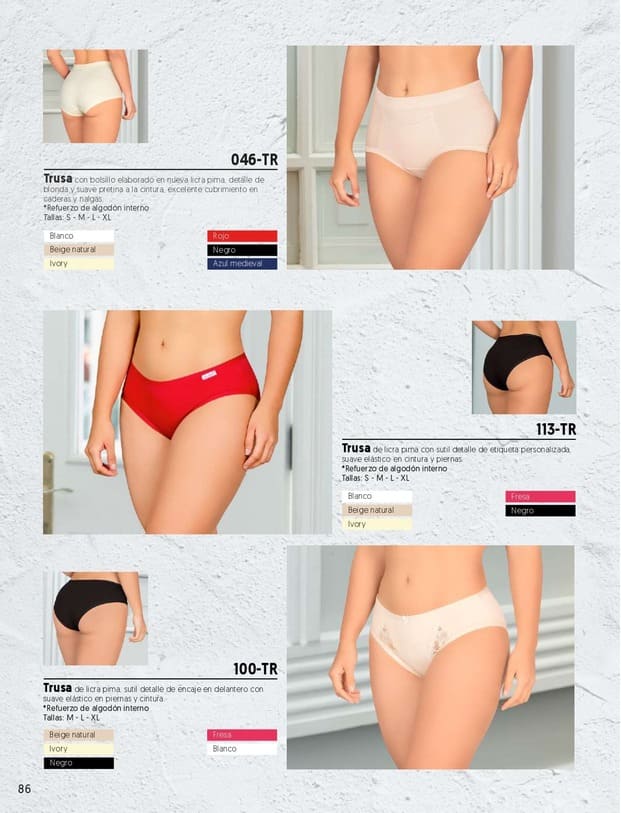 046-TR
Trusa con bolsillo elaborado en nueva licra pima, detalle de
blonda y suave pretina a la cintura, excelente cubrimiento en
caderas y nalgas.
*Refuerzo de algodón interno
Tallas: S - M - L - XL
Blanco
Beige natural
Ivory
Rojo
Negro
Azul medieval
113-TR
Trusa de licra pima con sutil detalle de etiqueta personalizada,
suave elástico en cintura y piernas.
*Refuerzo de algodón interno
Tallas: S - M - L - XL
Blanco
Beige natural
Ivory
Fresa
Negro
100-TR
Trusa de licra pima, sutil detalle de encaje en delantero con
suave elástico en piernas y cintura.
*Refuerzo de algodón interno
Tallas: M - L - XL
Beige natural
Ivory
Negro
Fresa
Blanco
86